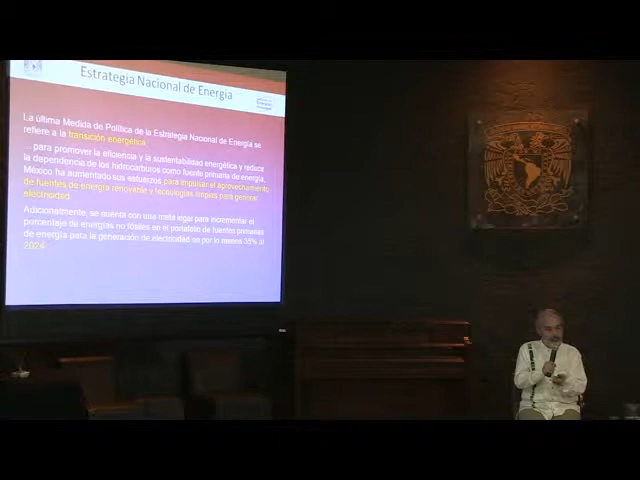 Estrategia Nacional de Energía
La última Medida de Política de la Estrategia Nacional de Energía se
refiere a la transición energética,
... para promover la eficiencia y la sustentabilidad energética y reduce
la dependencia de los hidrocarburos como fuente primaria de energía,
México ha aumentado sus esfuerzos para impulsar el aprovechamiento
de fuentes de energía renovable y tecnologías limpias para generar
electricidad.
Adicionalmente, se cuenta con una meta legal para incrementar el
porcentaje de energías no fósiles en el portafolio de fuentes primarias
de energía para la generación de electricidad en por lo menos 35% al
2024.